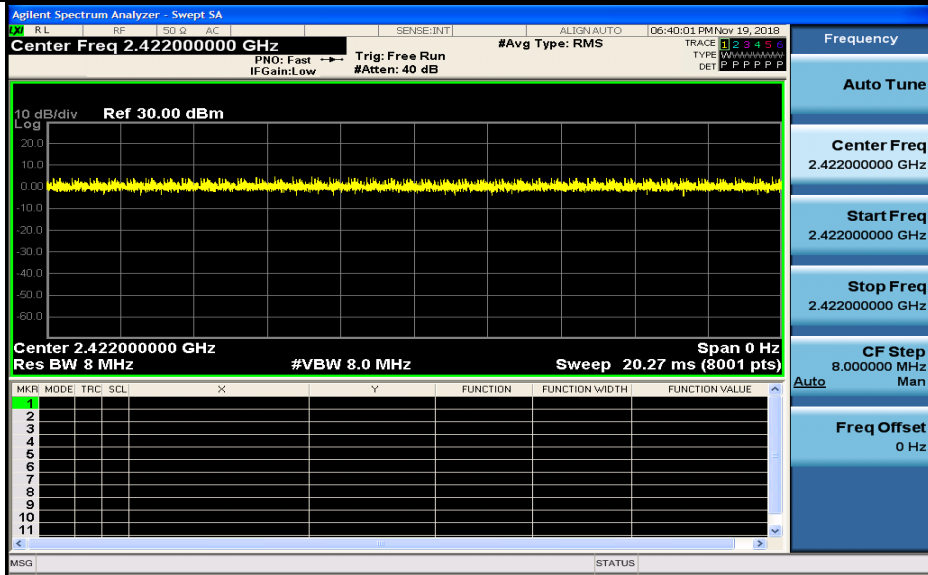 Agilent Spectrum Analyzer - Swept SA
LXI RL RF 50 Ω AC SENSE:INT ALIGN AUTO 06:40:01 PM Nov 19, 2018
Center Freq 2.422000000 GHz
#Avg Type: RMS
TRACE 1 2 3 4 5 6
TYPE WWWWWW
DET P P P P P P
PNO: Fast
IFGain:Low
Trig: Free Run
#Atten: 40 dB
10 dB/div Ref 30.00 dBm
Log
20.0
10.0
0.00
-10.0
-20.0
-30.0
-40.0
-50.0
-60.0
Center 2.422000000 GHz Span 0 Hz
Res BW 8 MHz #VBW 8.0 MHz Sweep 20.27 ms (8001 pts)
MKR MODE TRC SCL X Y FUNCTION FUNCTION WIDTH FUNCTION VALUE
1
2
3
4
5
6
7
8
9
10
11
MSG STATUS
Frequency
Auto Tune
Center Freq
2.422000000 GHz
Start Freq
2.422000000 GHz
Stop Freq
2.422000000 GHz
CF Step
8.000000 MHz
Auto Man
Freq Offset
0 Hz